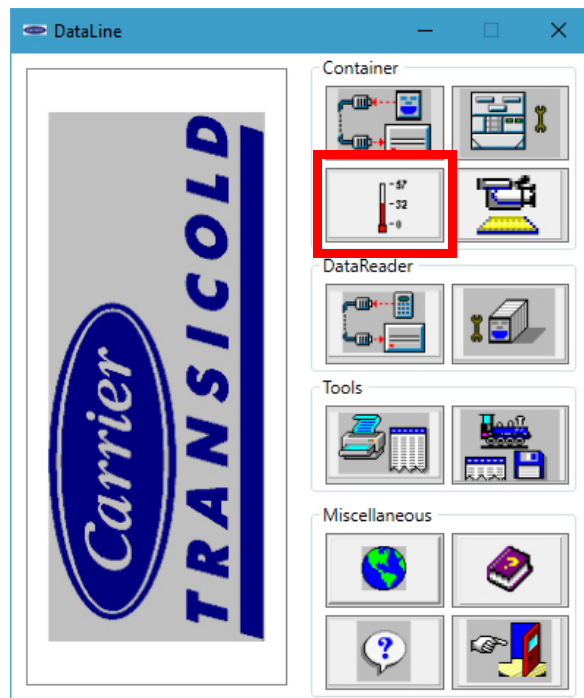 DataLine
Container
-57
-32
-0
DataReader
Tools
Miscellaneous
?
?
Carrier
TRANSICOLD